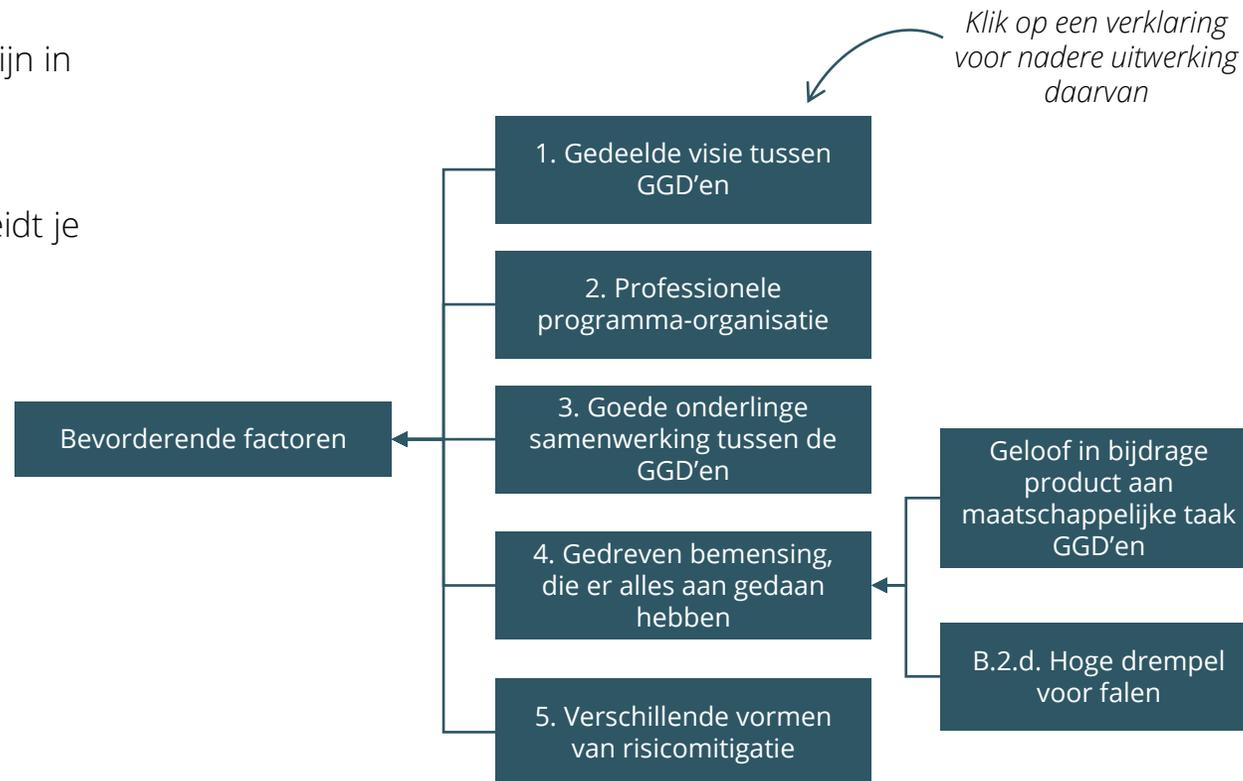 ijn in
eidt je
Klik op een verklaring
voor nadere uitwerking
daarvan
1. Gedeelde visie tussen
GGD’en
2. Professionele
programma-organisatie
Bevorderende factoren
3. Goede onderlinge
samenwerking tussen de
GGD’en
4. Gedreven bemensing,
die er alles aan gedaan
hebben
5. Verschillende vormen
van risicomitigatie
Geloof in bijdrage
product aan
maatschappelijke taak
GGD’en
B.2.d. Hoge drempel
voor falen